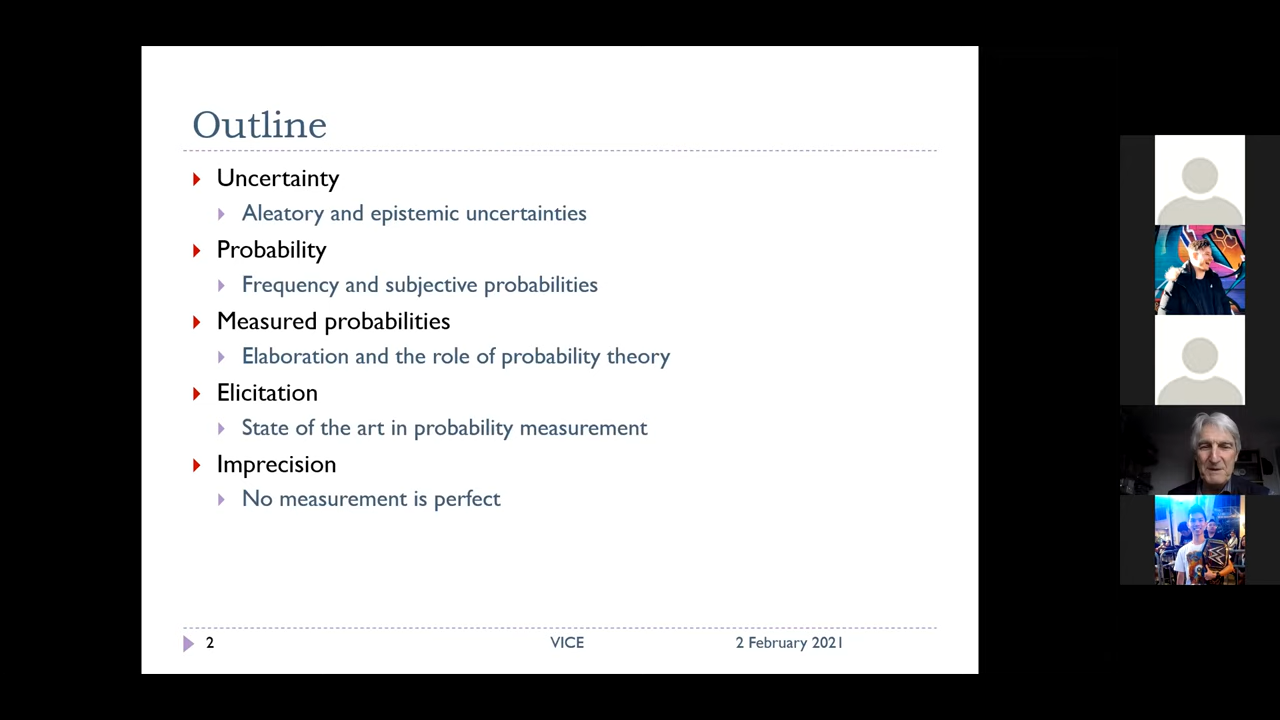 Outline
Uncertainty
Aleatory and epistemic uncertainties
Probability
Frequency and subjective probabilities
Measured probabilities
Elaboration and the role of probability theory
Elicitation
State of the art in probability measurement
Imprecision
No measurement is perfect
2 VICE 2 February 2021